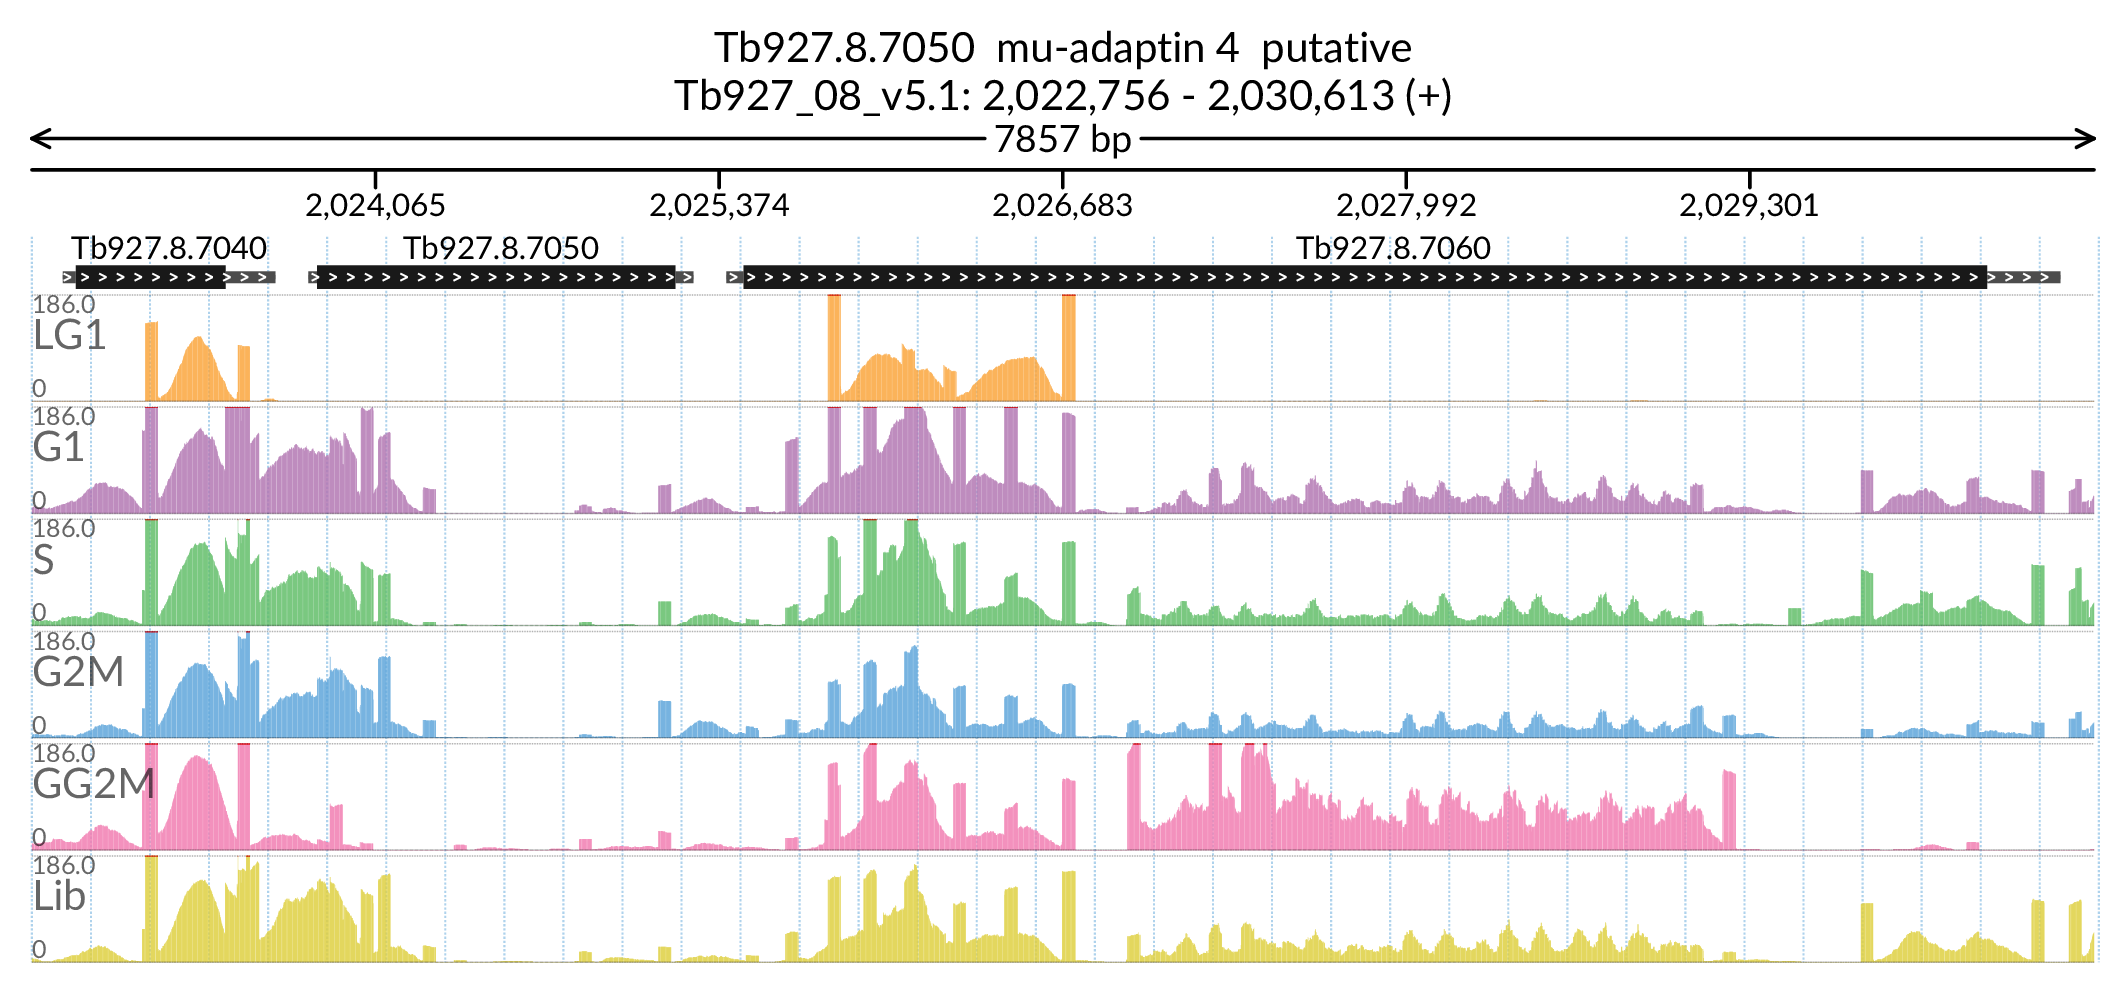 Tb927.8.7050 mu-adaptin 4 putative
Tb927_08_v5.1: 2,022,756 - 2,030,613 (+)
7857 bp
2,024,065 2,025,374 2,026,683 2,027,992 2,029,301
Tb927.8.7040 Tb927.8.7050 Tb927.8.7060
186.0
LG1
0
186.0
G1
0
186.0
S
0
186.0
G2M
0
186.0
GG2M
0
186.0
Lib
0